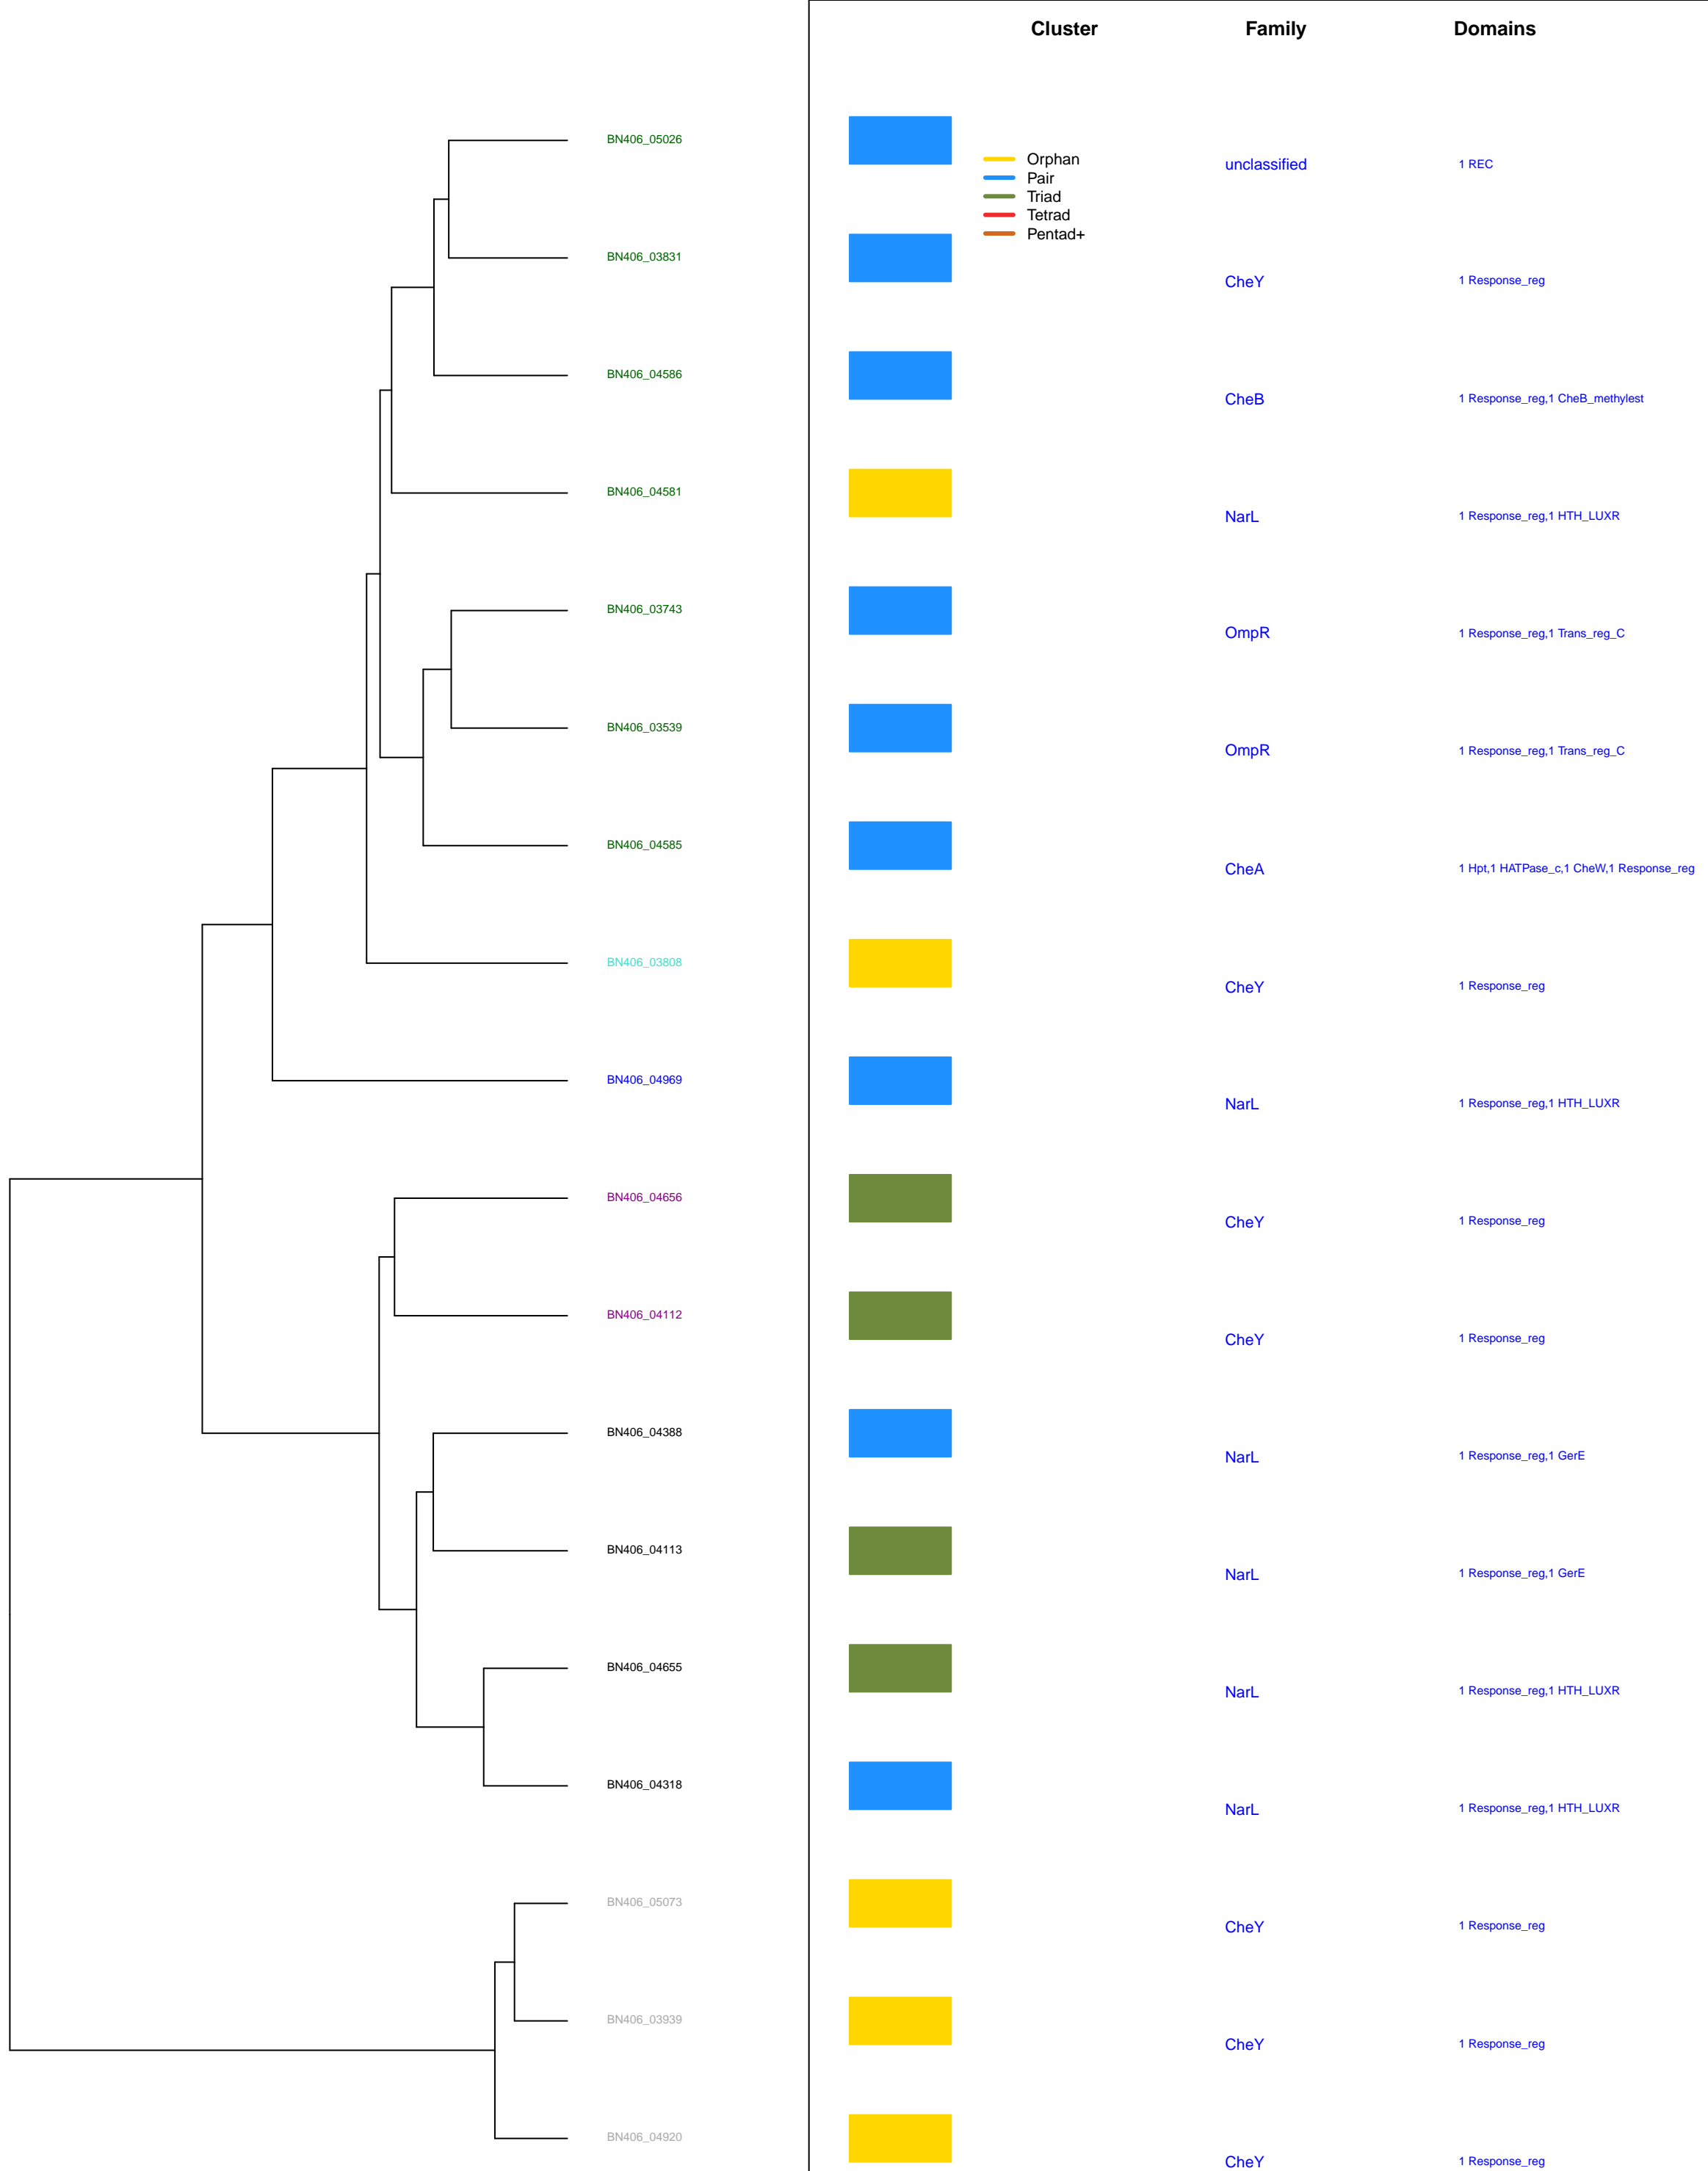 Cluster Family Domains
BN406_05026
Orphan
unclassified 1 REC
Pair
Triad
Tetrad
Pentad+
BN406_03831
CheY 1 Response_reg
BN406_04586
CheB 1 Response_reg,1 CheB_methylest
BN406_04581
NarL 1 Response_reg,1 HTH_LUXR
BN406_03743
OmpR 1 Response_reg,1 Trans_reg_C
BN406_03539
OmpR 1 Response_reg,1 Trans_reg_C
BN406_04585
CheA 1 Hpt,1 HATPase_c,1 CheW,1 Response_reg
BN406_03808
CheY 1 Response_reg
BN406_04969
NarL 1 Response_reg,1 HTH_LUXR
BN406_04656
CheY 1 Response_reg
BN406_04112
CheY 1 Response_reg
BN406_04388
NarL 1 Response_reg,1 GerE
BN406_04113
NarL 1 Response_reg,1 GerE
BN406_04655
NarL 1 Response_reg,1 HTH_LUXR
BN406_04318
NarL 1 Response_reg,1 HTH_LUXR
BN406_05073
CheY 1 Response_reg
BN406_03939
CheY 1 Response_reg
BN406_04920
CheY 1 Response_reg